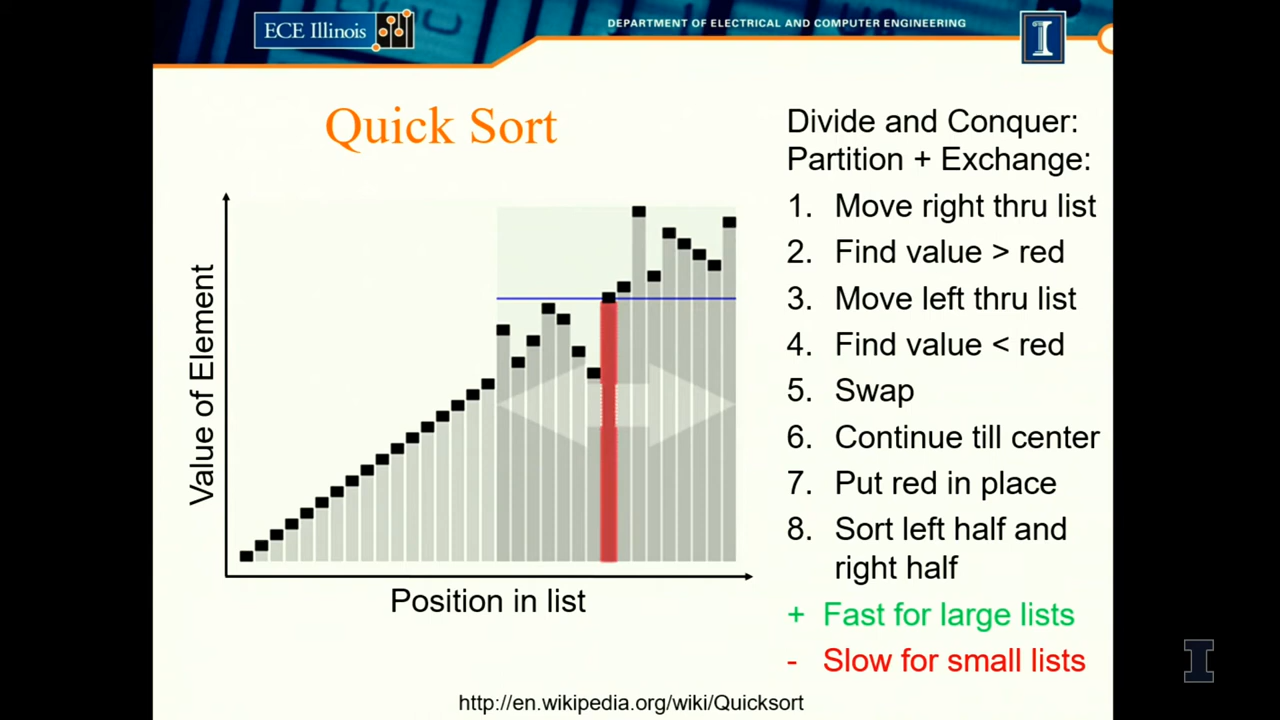 ECE Illinois
DEPARTMENT OF ELECTRICAL AND COMPUTER ENGINEERING
I
Quick Sort
Value of Element
Position in list
Divide and Conquer:
Partition + Exchange:
1. Move right thru list
2. Find value > red
3. Move left thru list
4. Find value < red
5. Swap
6. Continue till center
7. Put red in place
8. Sort left half and
right half
+ Fast for large lists
- Slow for small lists
http://en.wikipedia.org/wiki/Quicksort
I